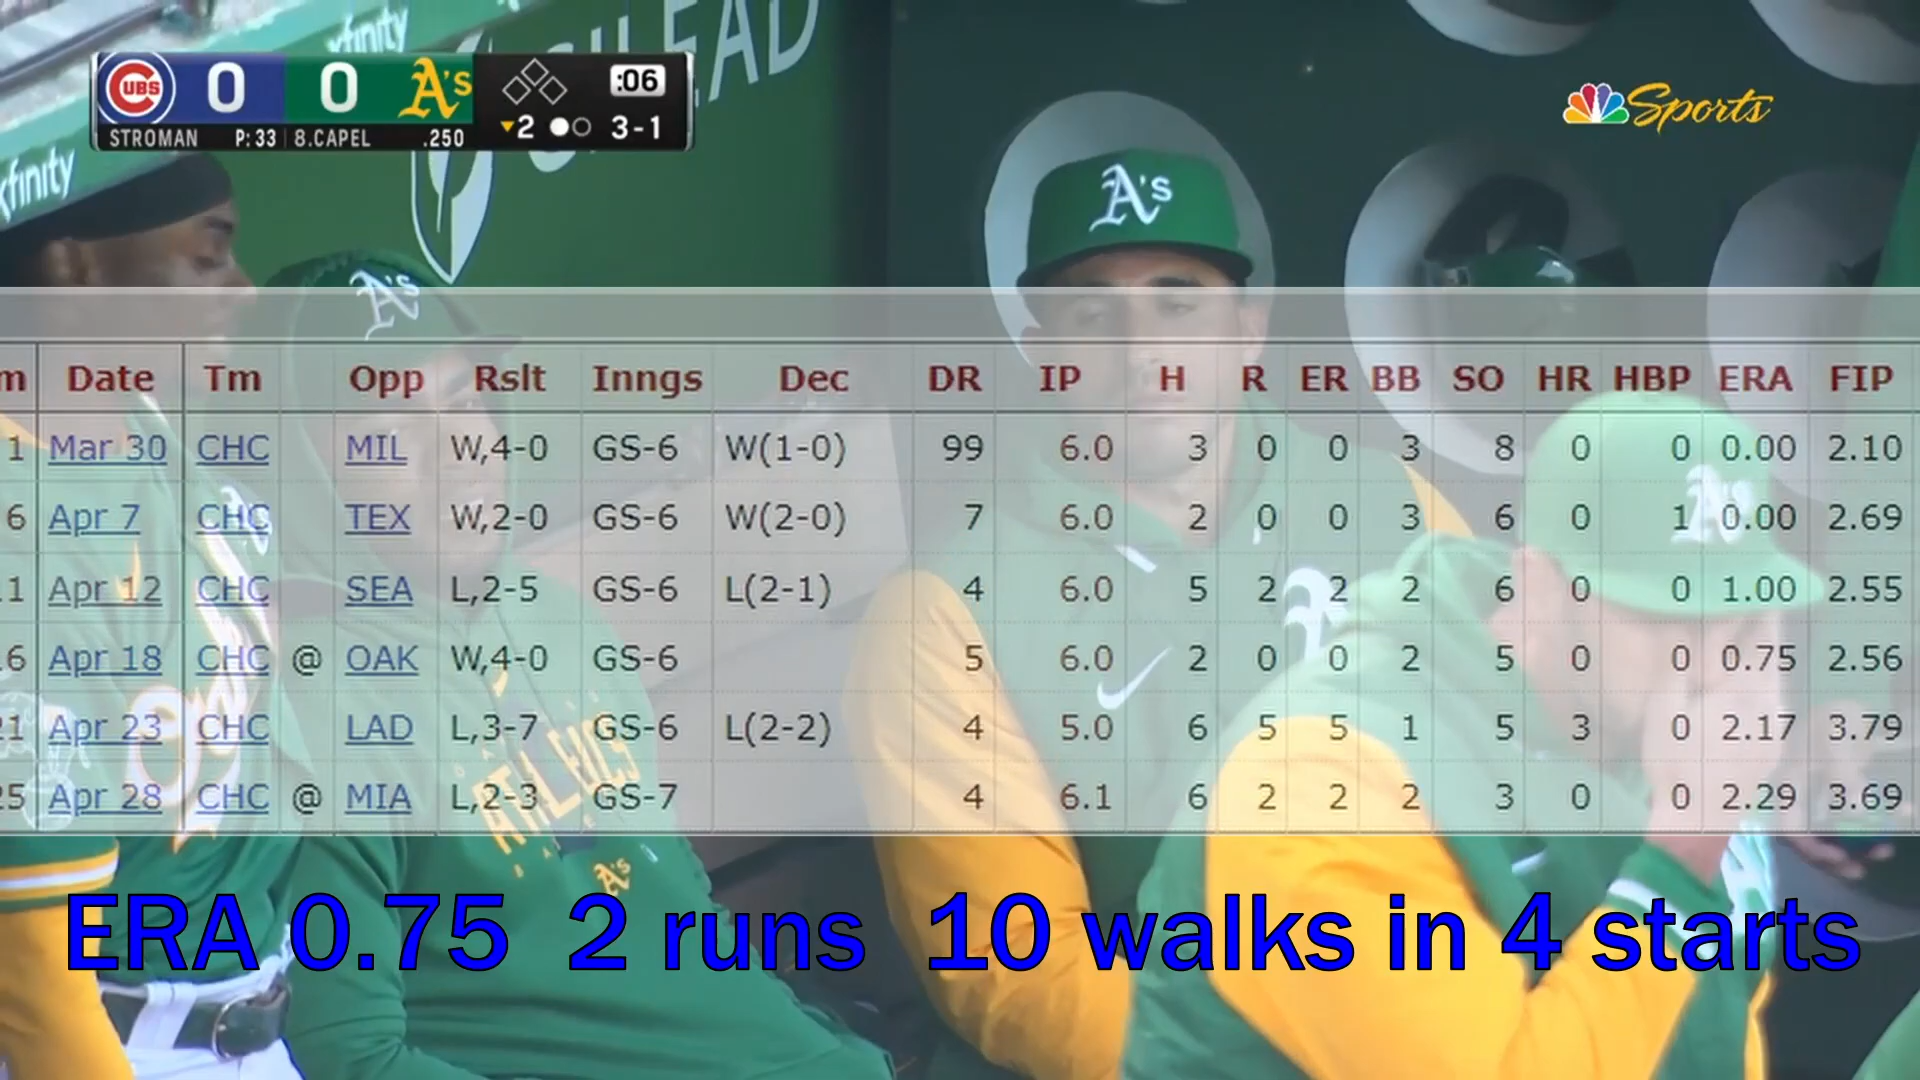 xfinity
GILEAD
CUBS 0 0 A's :06
STROMAN P: 33 8.CAPEL .250 2 3-1
Sports
xfinity
A's
A's
m Date Tm Opp Rslt Inngs Dec DR IP H R ER BB SO HR HBP ERA FIP
1 Mar 30 CHC MIL W,4-0 GS-6 W(1-0) 99 6.0 3 0 0 3 8 0 0 0.00 2.10
6 Apr 7 CHC TEX W,2-0 GS-6 W(2-0) 7 6.0 2 0 0 3 6 0 1 0.00 2.69
11 Apr 12 CHC SEA L,2-5 GS-6 L(2-1) 4 6.0 5 2 2 2 6 0 0 1.00 2.55
16 Apr 18 CHC @ OAK W,4-0 GS-6 5 6.0 2 0 0 2 5 0 0 0.75 2.56
21 Apr 23 CHC LAD L,3-7 GS-6 L(2-2) 4 5.0 6 5 5 1 5 3 0 2.17 3.79
25 Apr 28 CHC @ MIA L,2-3 GS-7 4 6.1 6 2 2 2 3 0 0 2.29 3.69
A's
ATHLETICS
A's
ERA 0.75 2 runs 10 walks in 4 starts